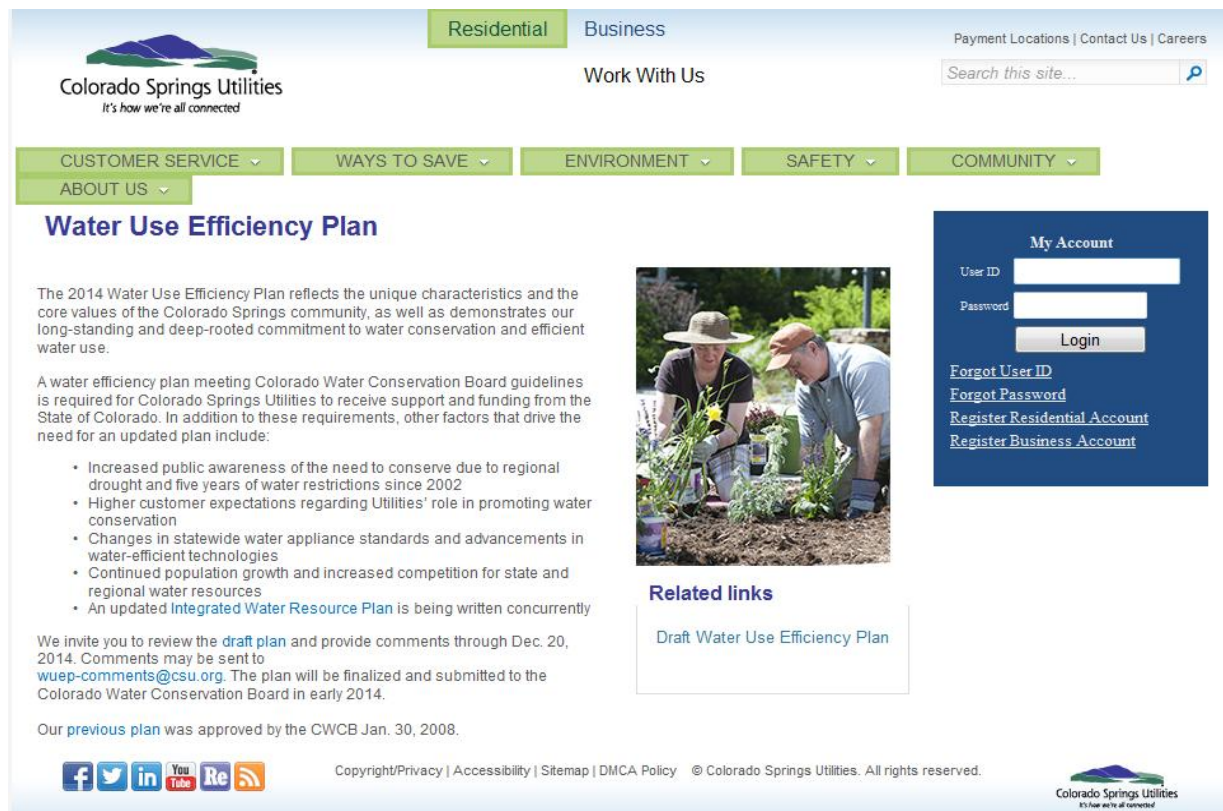 Residential
Business
Work With Us
Payment Locations | Contact Us | Careers
Search this site...
Colorado Springs Utilities
It's how we're all connected
CUSTOMER SERVICE
WAYS TO SAVE
ENVIRONMENT
SAFETY
COMMUNITY
ABOUT US
Water Use Efficiency Plan
The 2014 Water Use Efficiency Plan reflects the unique characteristics and the
core values of the Colorado Springs community, as well as demonstrates our
long-standing and deep-rooted commitment to water conservation and efficient
water use.
A water efficiency plan meeting Colorado Water Conservation Board guidelines
is required for Colorado Springs Utilities to receive support and funding from the
State of Colorado. In addition to these requirements, other factors that drive the
need for an updated plan include:
• Increased public awareness of the need to conserve due to regional
drought and five years of water restrictions since 2002
• Higher customer expectations regarding Utilities' role in promoting water
conservation
• Changes in statewide water appliance standards and advancements in
water-efficient technologies
• Continued population growth and increased competition for state and
regional water resources
• An updated Integrated Water Resource Plan is being written concurrently
We invite you to review the draft plan and provide comments through Dec. 20,
2014. Comments may be sent to
wuep-comments@csu.org. The plan will be finalized and submitted to the
Colorado Water Conservation Board in early 2014.
Our previous plan was approved by the CWCB Jan. 30, 2008.
Related links
Draft Water Use Efficiency Plan
My Account
User ID
Password
Login
Forgot User ID
Forgot Password
Register Residential Account
Register Business Account
f
in
You
Tube
Re
Copyright/Privacy | Accessibility | Sitemap | DMCA Policy © Colorado Springs Utilities. All rights reserved.
Colorado Springs Utilities
It's how we're all connected